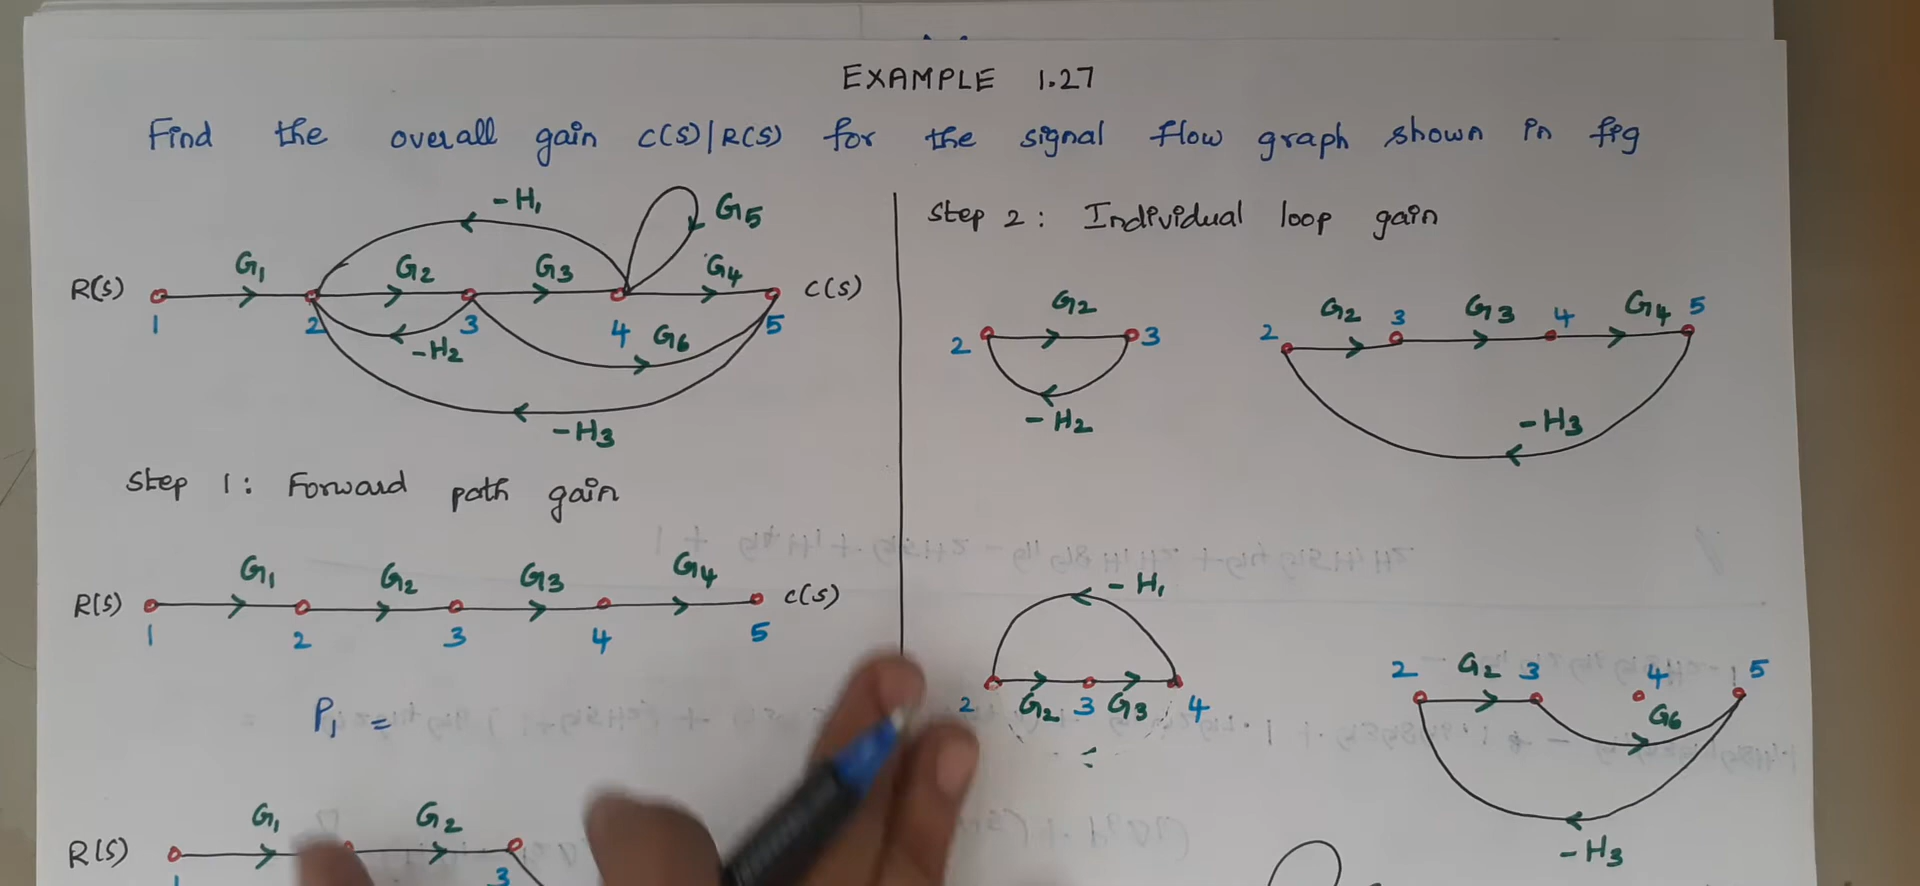 EXAMPLE 1.27
Find the overall gain C(S)|R(S) for the signal flow graph shown in fig
-H₁
G5
G₁ G₂ G3 G4
R(S) C(S)
1 2 3 4 5
-H₂ G6
-H3
Step 1: Forward path gain
G₁ G₂ G3 G4
R(S) C(S)
1 2 3 4 5
P₁ =
G₁ G₂
R(S)
1 3
Step 2: Individual loop gain
G₂
2 3
-H₂
G₂ 3 G3 4 G4 5
2
-H3
-H₁
2 G₂ 3 G3 4
2 G₂ 3 4 5
G6
-H3